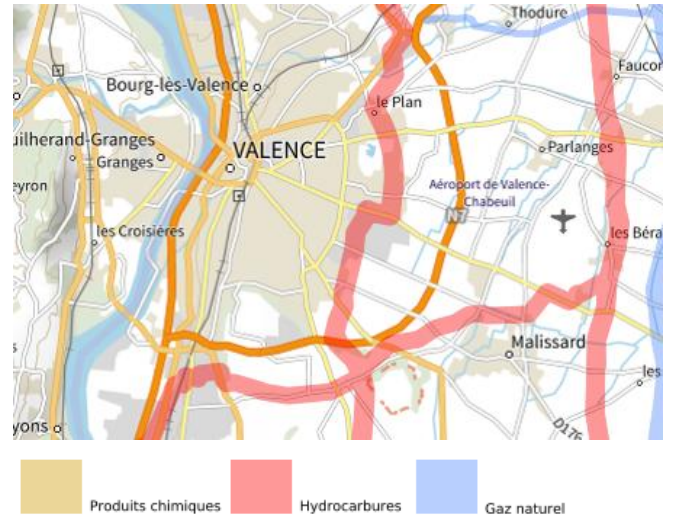 Thodure
Faucor
Bourg-lès-Valence
le Plan
uilherand-Granges
Granges
VALENCE
Parlanges
eyron
Aéroport de Valence-
Chabeuil
N7
les Croisières
les Béra
Malissard
les
yons
D176
Produits chimiques
Hydrocarbures
Gaz naturel